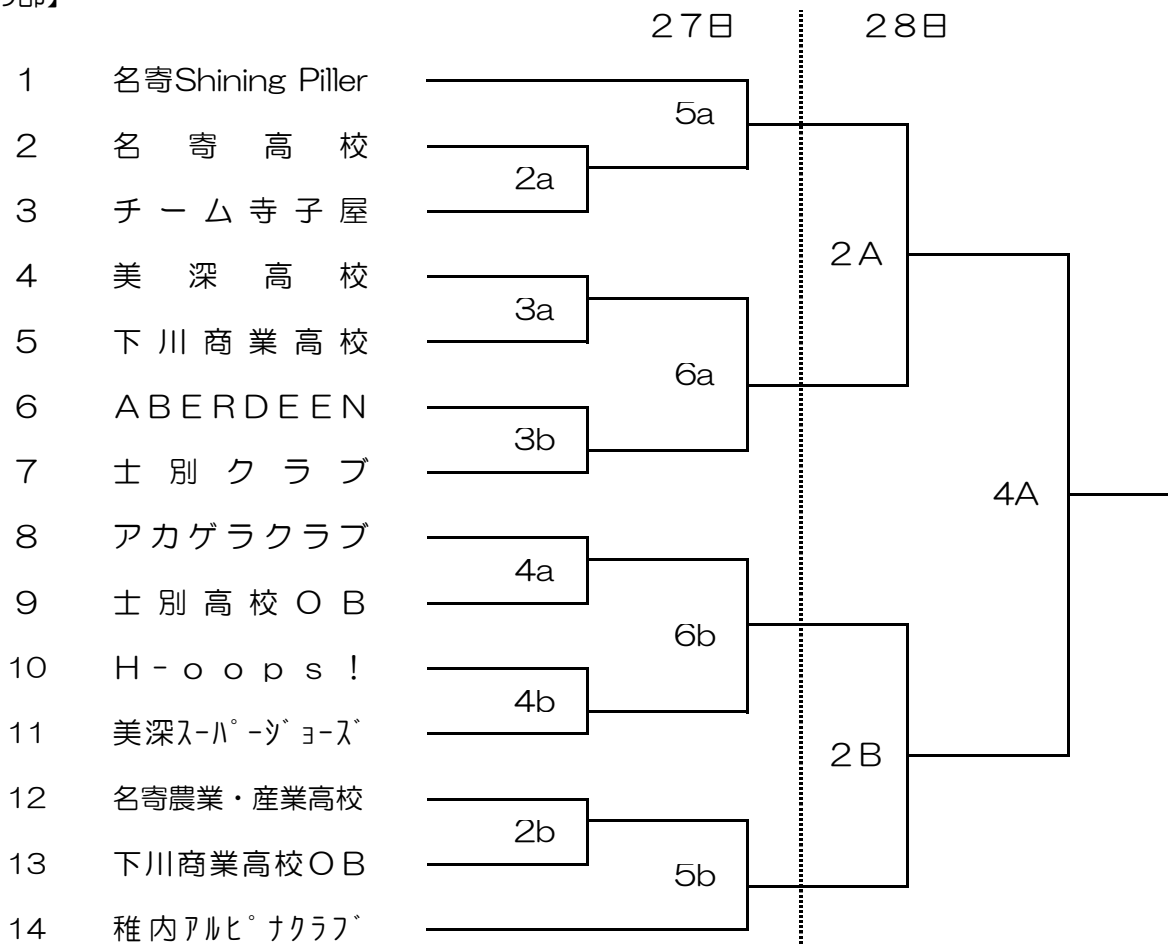 の部】
27日 28日
1 名寄Shining Piller
5a
2 名寄高校
2a
3 チーム寺子屋
2A
4 美深高校
3a
5 下川商業高校
6a
6 ABERDEEN
3b
7 士別クラブ
4A
8 アカゲラクラブ
4a
9 士別高校OB
6b
10 H-oops!
4b
11 美深ｽｰﾊﾟｰｼﾞｮｰｽﾞ
2B
12 名寄農業・産業高校
2b
13 下川商業高校OB
5b
14 稚内ｱﾙﾋﾟﾅｸﾗﾌﾞ